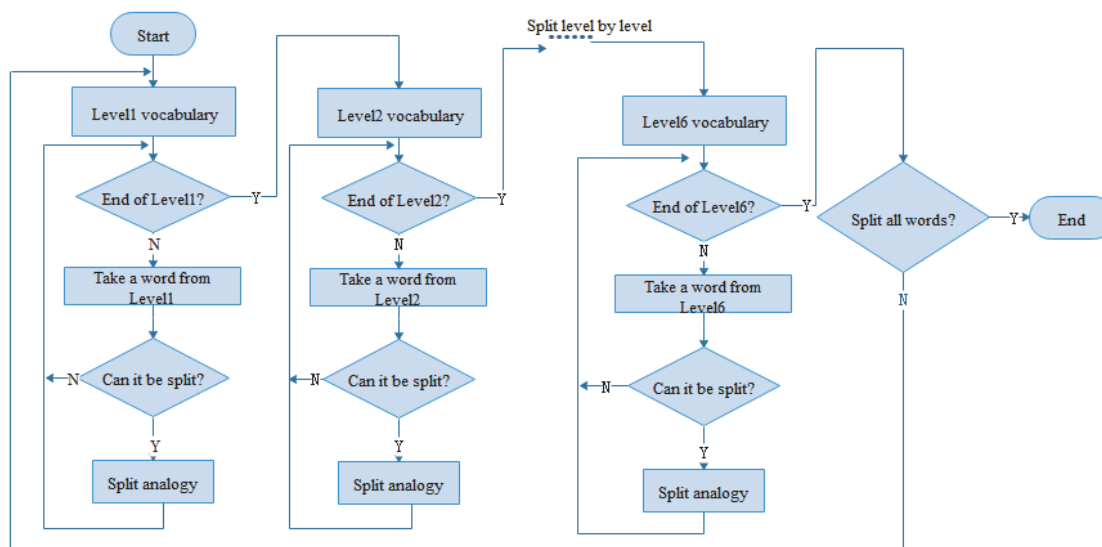 Start
Level1 vocabulary
End of Level1?
Y
N
Take a word from
Level1
Can it be split?
N
Y
Split analogy
Level2 vocabulary
End of Level2?
Y
N
Take a word from
Level2
Can it be split?
N
Y
Split analogy
Split level by level
Level6 vocabulary
End of Level6?
Y
N
Take a word from
Level6
Can it be split?
N
Y
Split analogy
Split all words?
Y
N
End